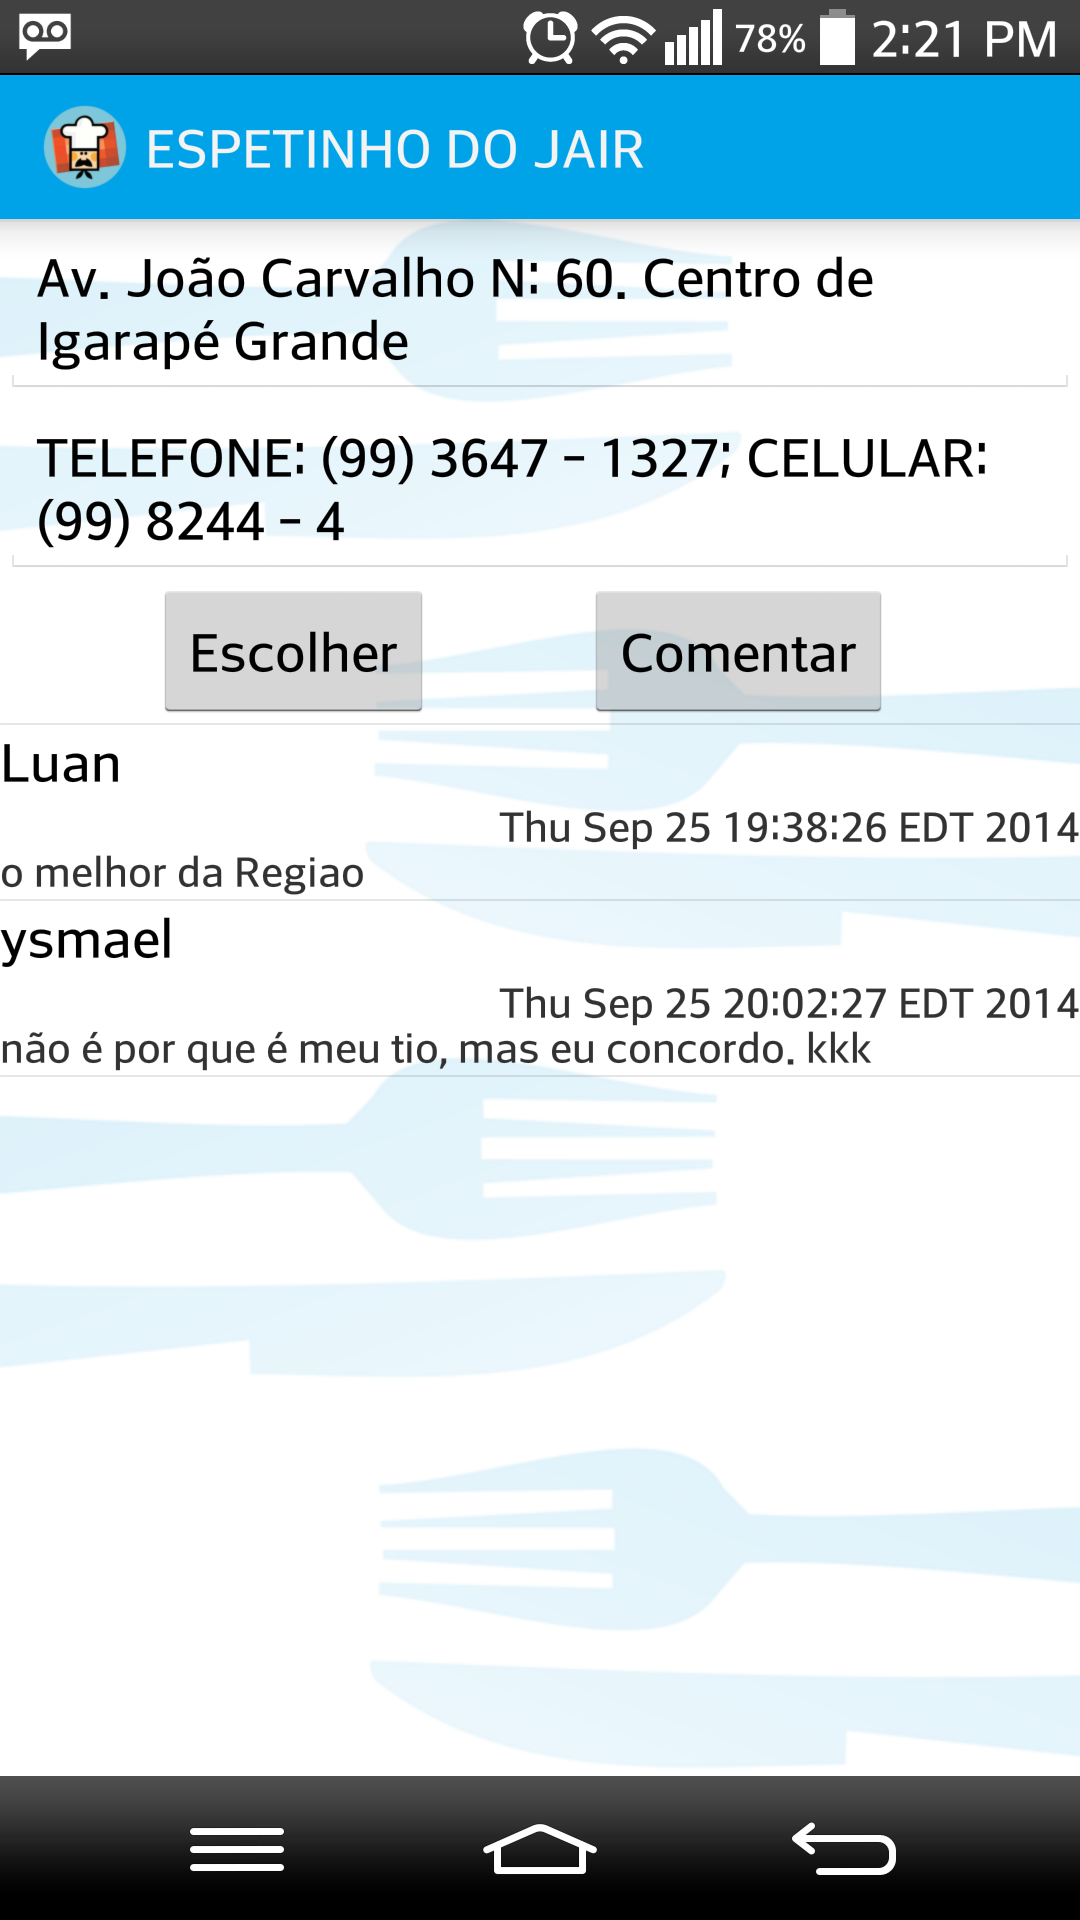 78% 2:21 PM
ESPETINHO DO JAIR
Av. João Carvalho N: 60. Centro de
Igarapé Grande
TELEFONE: (99) 3647 - 1327; CELULAR:
(99) 8244 - 4
Escolher Comentar
Luan
Thu Sep 25 19:38:26 EDT 2014
o melhor da Regiao
ysmael
Thu Sep 25 20:02:27 EDT 2014
não é por que é meu tio, mas eu concordo. kkk